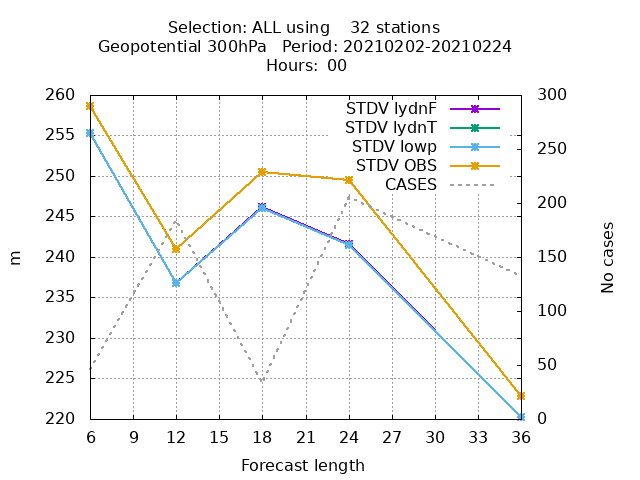 Selection: ALL using    32 stations
Geopotential 300hPa   Period: 20210202-20210224
Hours:  00
STDV lydnF
STDV lydnT
STDV lowp
STDV OBS
CASES
260
255
250
245
240
235
230
225
220
m
300
250
200
150
100
50
0
No cases
6 9 12 15 18 21 24 27 30 33 36
Forecast length